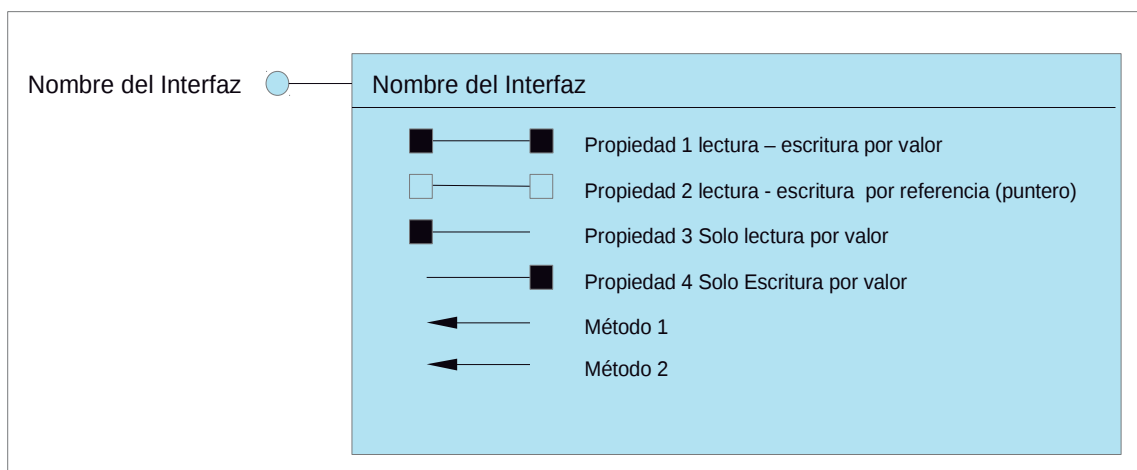 Nombre del Interfaz
Nombre del Interfaz
Propiedad 1 lectura – escritura por valor
Propiedad 2 lectura - escritura  por referencia (puntero)
Propiedad 3 Solo lectura por valor
Propiedad 4 Solo Escritura por valor
Método 1
Método 2